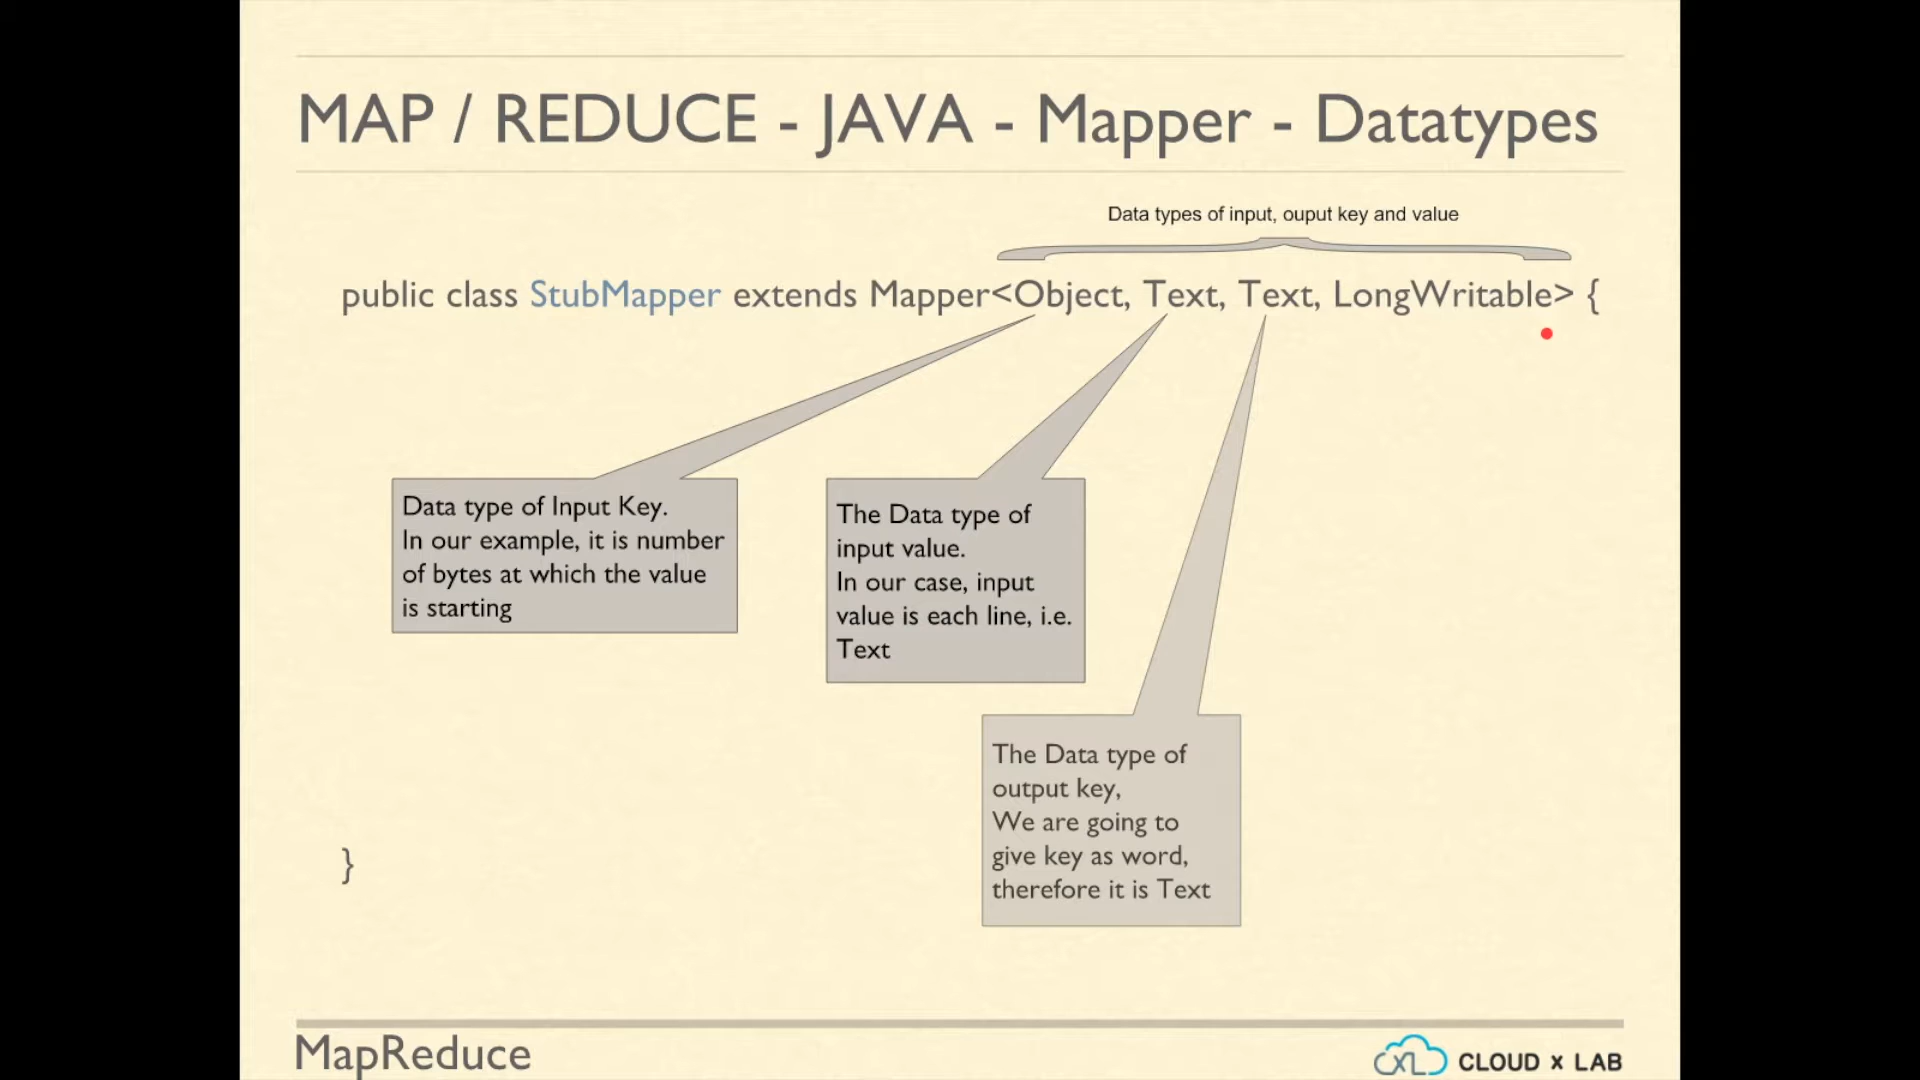 MAP / REDUCE - JAVA - Mapper - Datatypes
Data types of input, ouput key and value
public class StubMapper extends Mapper<Object, Text, Text, LongWritable> {
Data type of Input Key.
In our example, it is number
of bytes at which the value
is starting
The Data type of
input value.
In our case, input
value is each line, i.e.
Text
The Data type of
output key,
We are going to
give key as word,
therefore it is Text
}
MapReduce
CXL CLOUD x LAB